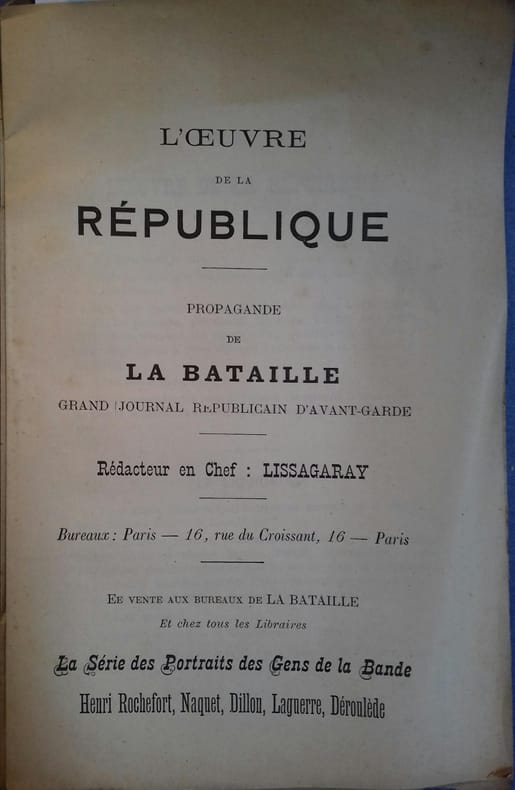 L'ŒUVRE
DE LA
RÉPUBLIQUE
PROPAGANDE
DE
LA BATAILLE
GRAND JOURNAL REPUBLICAIN D'AVANT-GARDE
Rédacteur en Chef : LISSAGARAY
Bureaux : Paris — 16, rue du Croissant, 16 — Paris
EE VENTE AUX BUREAUX DE LA BATAILLE
Et chez tous les Libraires
La Série des Portraits des Gens de la Bande
Henri Rochefort, Naquet, Dillon, Laguerre, Déroulède